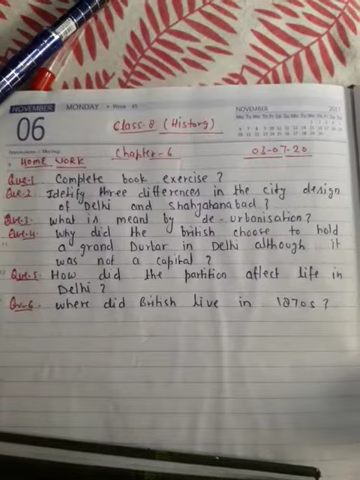 NOVEMBER
06
MONDAY
NOVEMBER 2017
Class-8 (History)
HOME WORK Chapter-6 03-07-20
Que-1 Complete book exercise?
Que-2 Idetify three differences in the city design
of Delhi and Shahjahanabad?
Que-3. What is meant by de-urbanisation?
Que-4. Why did the british choose to hold
a grand Durbar in Delhi although it
was not a capital?
Que-5. How did the partition affect life in
Delhi?
Que-6. where did British live in 1870s?